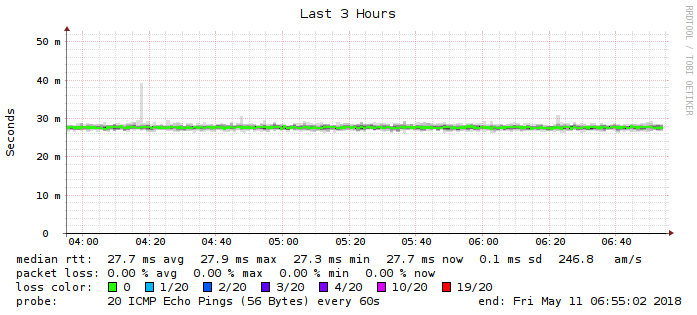 Last 3 Hours
RRDTOOL / TOBI OETIKER
Seconds
50 m
40 m
30 m
20 m
10 m
0
04:00 04:20 04:40 05:00 05:20 05:40 06:00 06:20 06:40
median rtt: 27.7 ms avg 27.9 ms max 27.3 ms min 27.7 ms now 0.1 ms sd 246.8 am/s
packet loss: 0.00 % avg 0.00 % max 0.00 % min 0.00 % now
loss color: 0 1/20 2/20 3/20 4/20 10/20 19/20
probe: 20 ICMP Echo Pings (56 Bytes) every 60s end: Fri May 11 06:55:02 2018